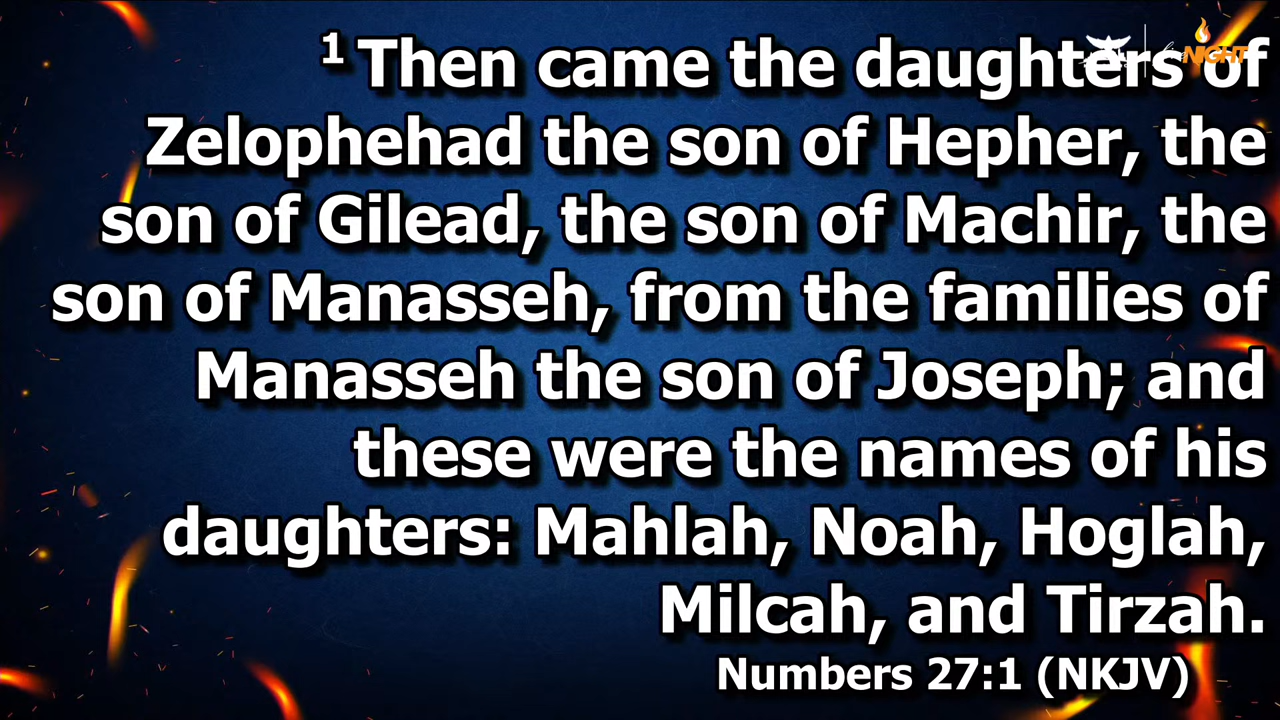 1 Then came the daughters of
Zelophehad the son of Hepher, the
son of Gilead, the son of Machir, the
son of Manasseh, from the families of
Manasseh the son of Joseph; and
these were the names of his
daughters: Mahlah, Noah, Hoglah,
Milcah, and Tirzah.
Numbers 27:1 (NKJV)
NIGHT